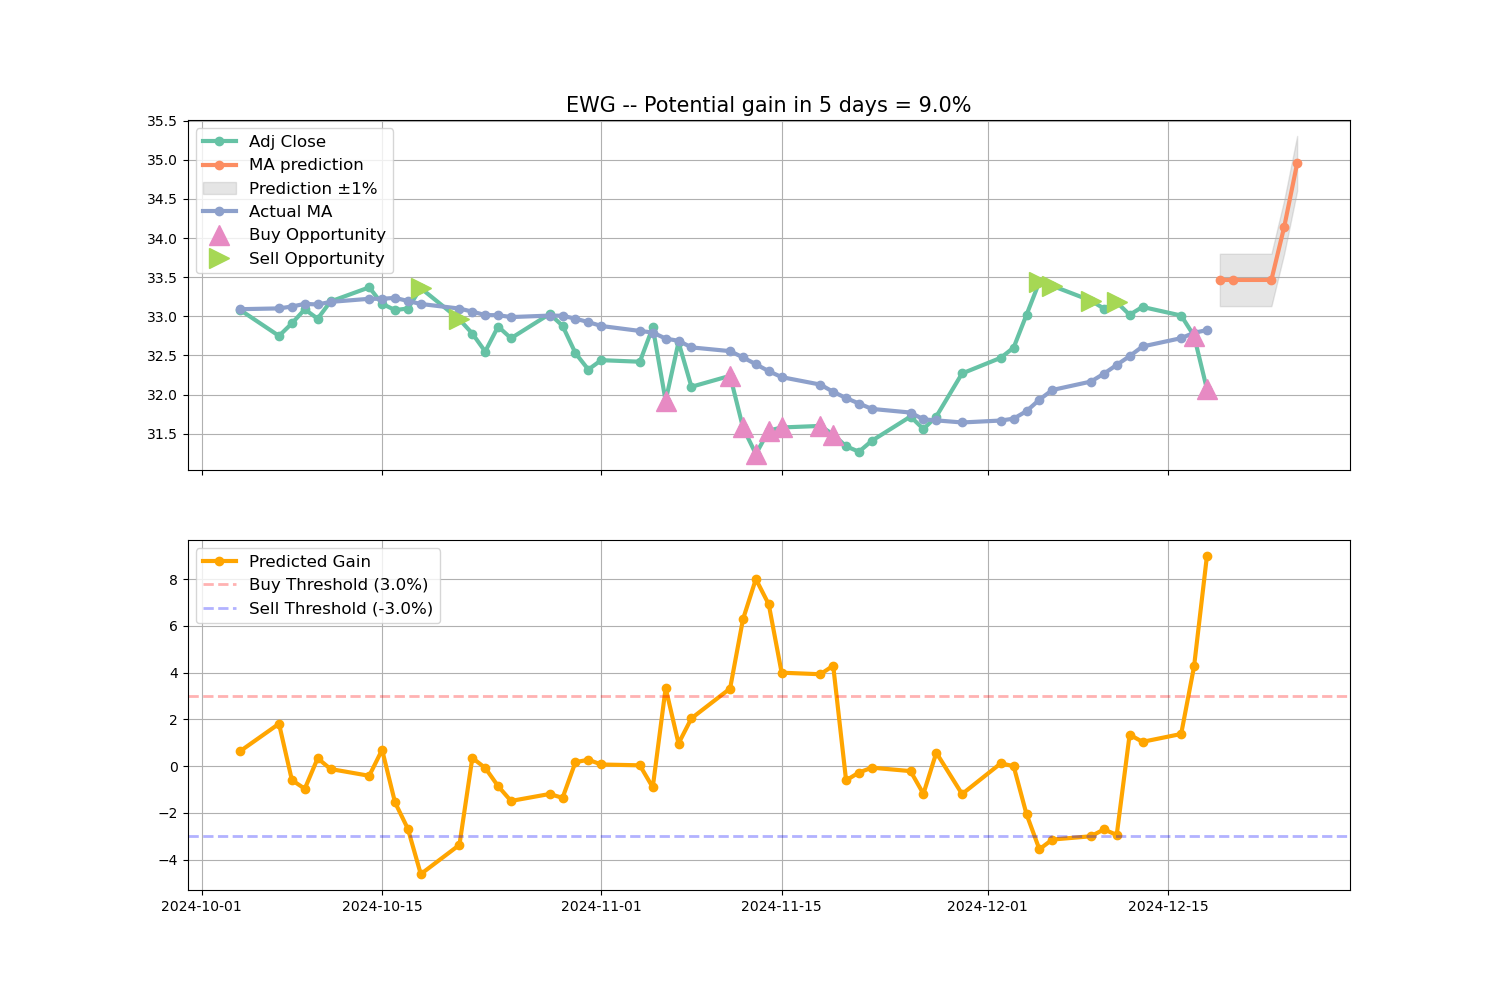 EWG -- Potential gain in 5 days = 9.0%
35.5
35.0
34.5
34.0
33.5
33.0
32.5
32.0
31.5
Adj Close
MA prediction
Prediction ±1%
Actual MA
Buy Opportunity
Sell Opportunity
8
6
4
2
0
−2
−4
Predicted Gain
Buy Threshold (3.0%)
Sell Threshold (-3.0%)
2024-10-01
2024-10-15
2024-11-01
2024-11-15
2024-12-01
2024-12-15